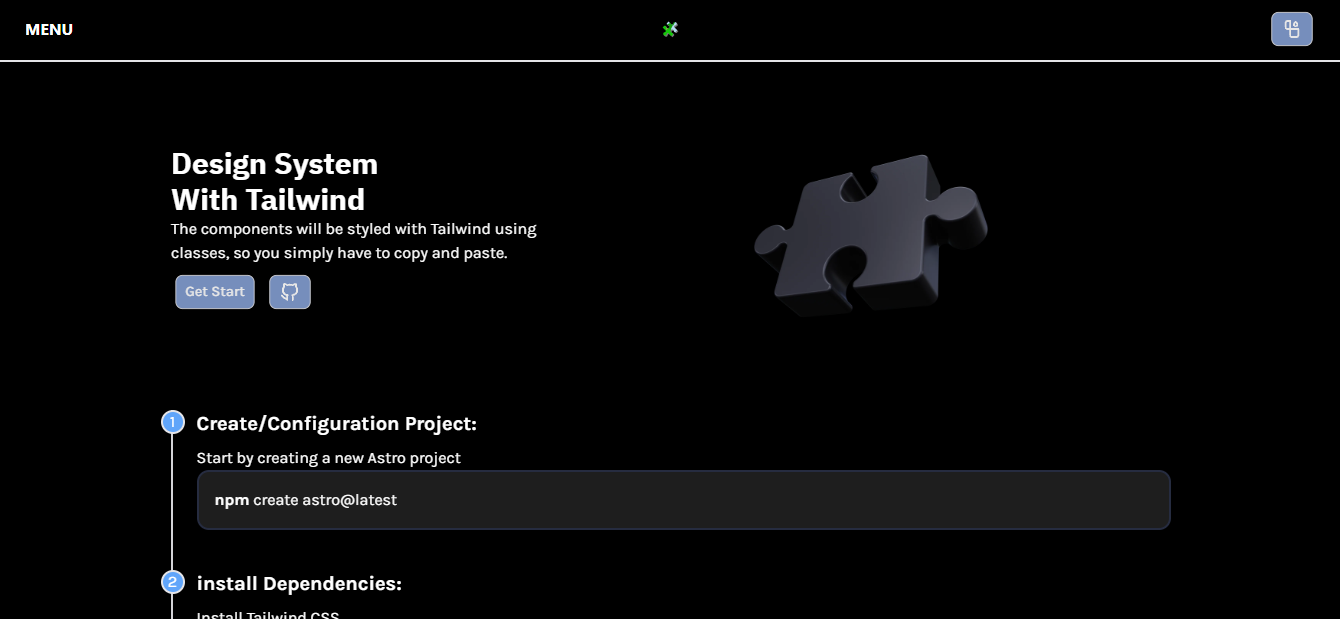 MENU
Design System
With Tailwind
The components will be styled with Tailwind using
classes, so you simply have to copy and paste.
Get Start
1
Create/Configuration Project:
Start by creating a new Astro project
npm create astro@latest
2
install Dependencies:
Install Tailwind CSS